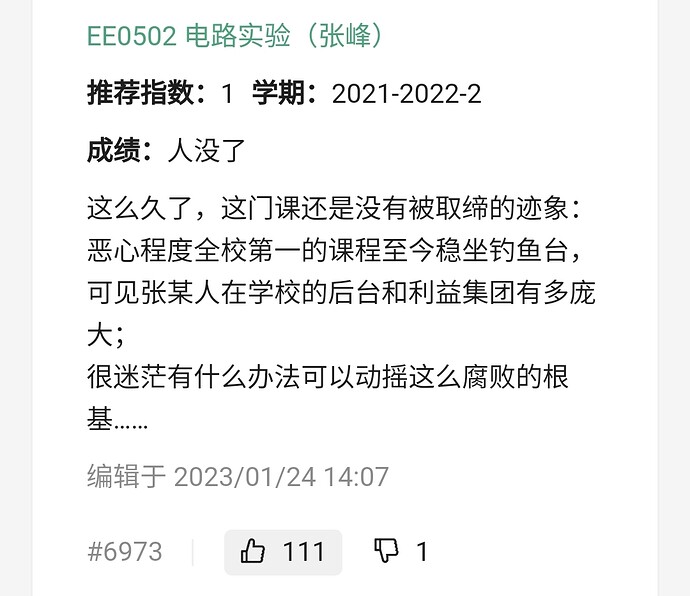 EE0502 电路实验（张峰）
推荐指数：1 学期：2021-2022-2
成绩：人没了
这么久了，这门课还是没有被取缔的迹象：
恶心程度全校第一的课程至今稳坐钓鱼台，
可见张某人在学校的后台和利益集团有多庞
大；
很迷茫有什么办法可以动摇这么腐败的根
基……
编辑于 2023/01/24 14:07
#6973 111 1